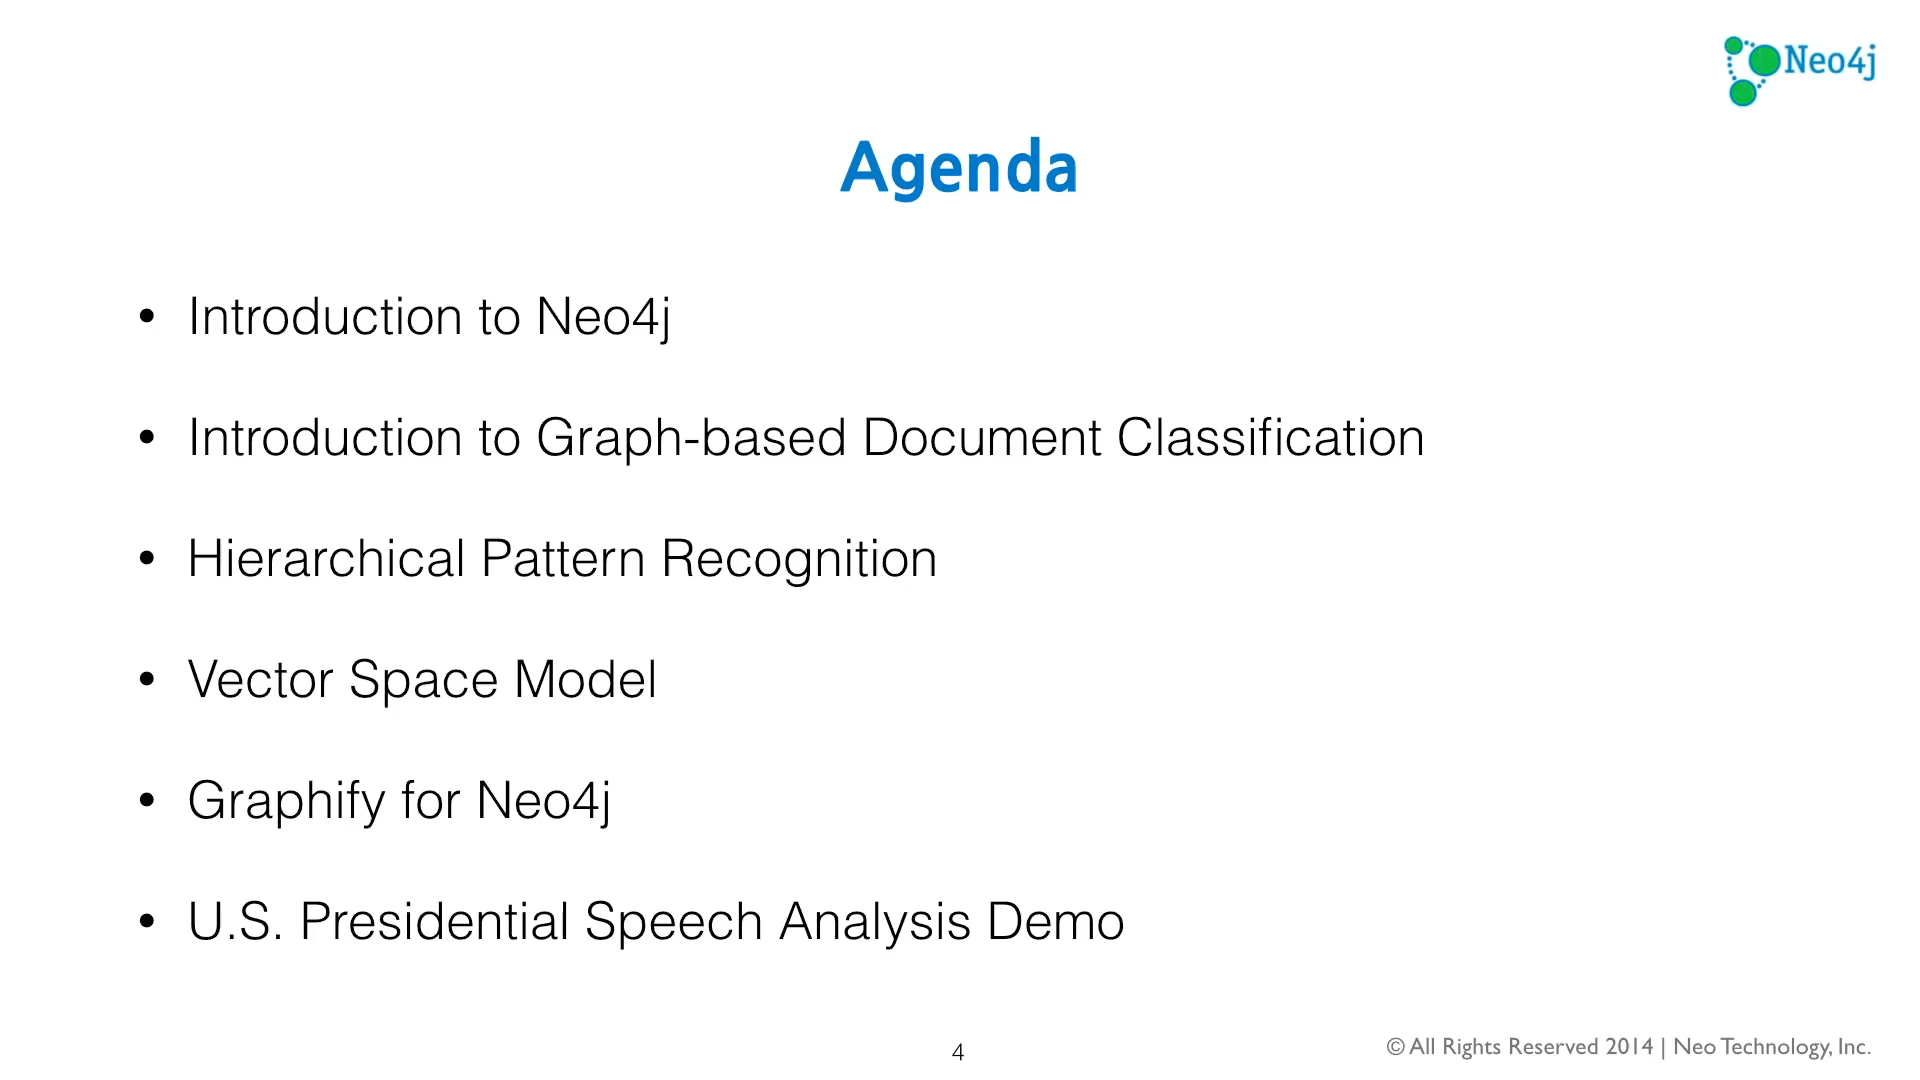 Neo4j
Agenda
• Introduction to Neo4j
• Introduction to Graph-based Document Classification
• Hierarchical Pattern Recognition
• Vector Space Model
• Graphify for Neo4j
• U.S. Presidential Speech Analysis Demo
4
© All Rights Reserved 2014 | Neo Technology, Inc.